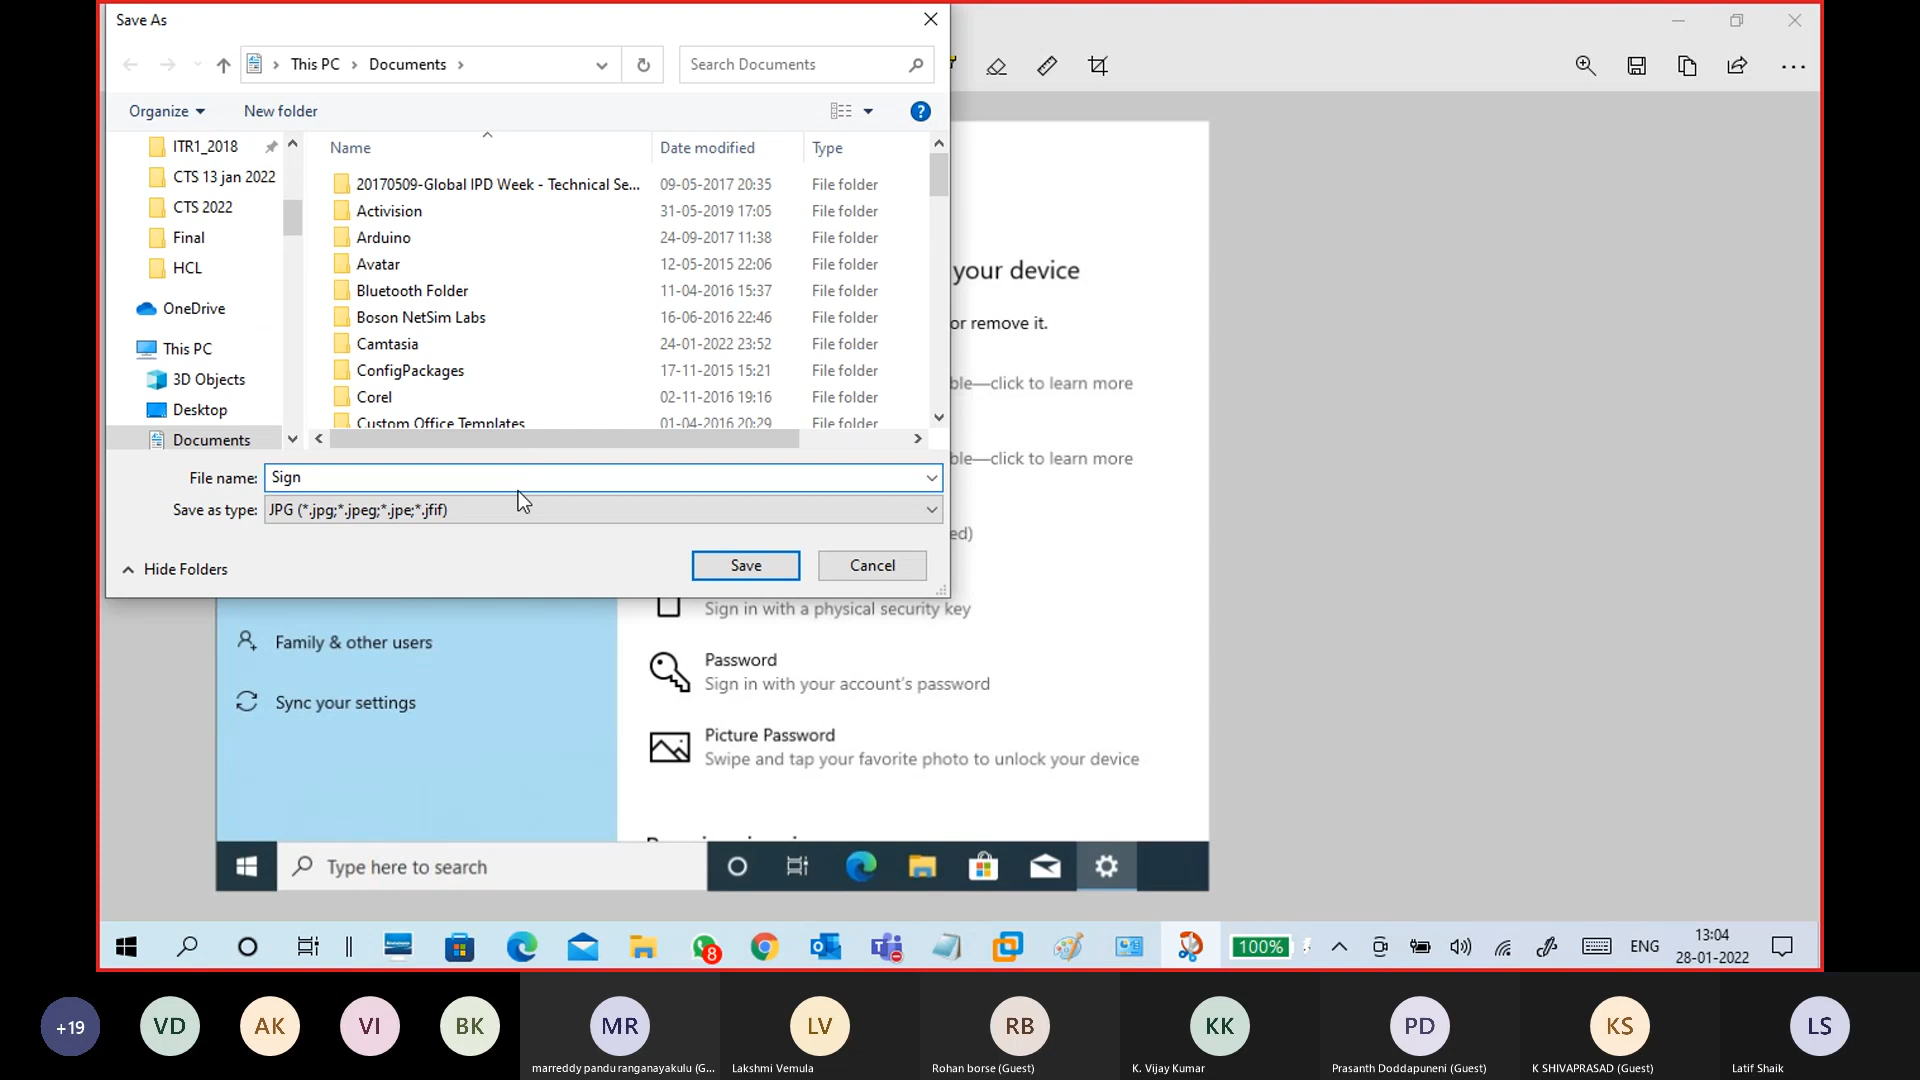 Save As
This PC
Documents
Search Documents
Organize
New folder
ITR1_2018
CTS 13 jan 2022
CTS 2022
Final
HCL
OneDrive
This PC
3D Objects
Desktop
Documents
Name Date modified Type
20170509-Global IPD Week - Technical Se... 09-05-2017 20:35 File folder
Activision 31-05-2019 17:05 File folder
Arduino 24-09-2017 11:38 File folder
Avatar 12-05-2015 22:06 File folder
Bluetooth Folder 11-04-2016 15:37 File folder
Boson NetSim Labs 16-06-2016 22:46 File folder
Camtasia 24-01-2022 23:52 File folder
ConfigPackages 17-11-2015 15:21 File folder
Corel 02-11-2016 19:16 File folder
Custom Office Templates 01-04-2016 20:29 File folder
File name: Sign
Save as type: JPG (*.jpg;*.jpeg;*.jpe;*.jfif)
Hide Folders
Save
Cancel
your device
or remove it.
ble—click to learn more
ble—click to learn more
ed)
Sign in with a physical security key
Family & other users
Password
Sign in with your account's password
Sync your settings
Picture Password
Swipe and tap your favorite photo to unlock your device
Type here to search
8
100%
ENG
13:04
28-01-2022
+19
VD
AK
VI
BK
MR
LV
RB
KK
PD
KS
LS
marreddy panduranganayakulu (G...
Lakshmi Vemula
Rohan borse (Guest)
K. Vijay Kumar
Prasanth Doddapuneni (Guest)
K SHIVAPRASAD (Guest)
Latif Shaik